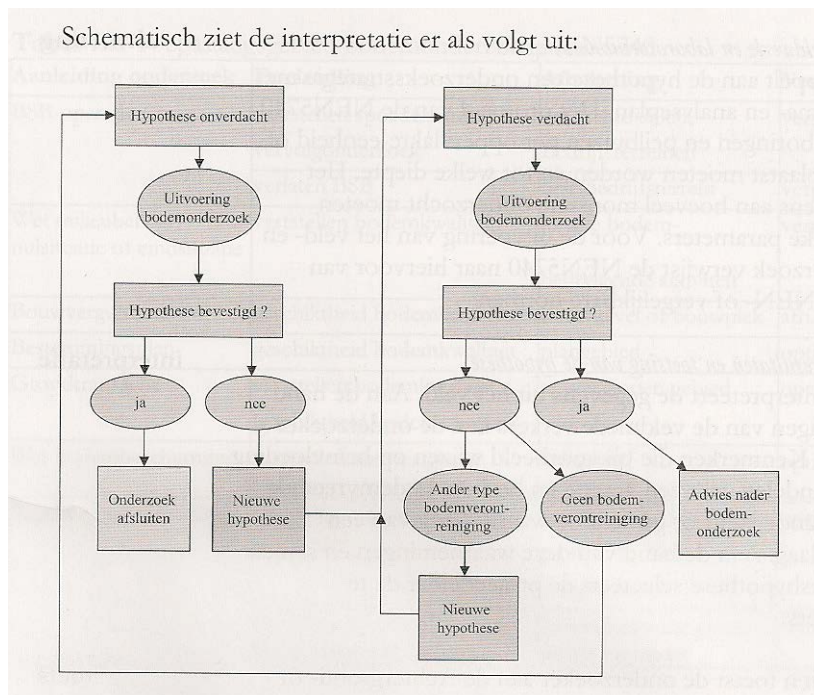 Schematisch ziet de interpretatie er als volgt uit:
Hypothese onverdacht
Uitvoering
bodemonderzoek
Hypothese bevestigd ?
ja
nee
Onderzoek
afsluiten
Nieuwe
hypothese
Hypothese verdacht
Uitvoering
bodemonderzoek
Hypothese bevestigd ?
nee
ja
Ander type
bodemveront-
reiniging
Geen bodem-
verontreiniging
Advies nader
bodem-
onderzoek
Nieuwe
hypothese